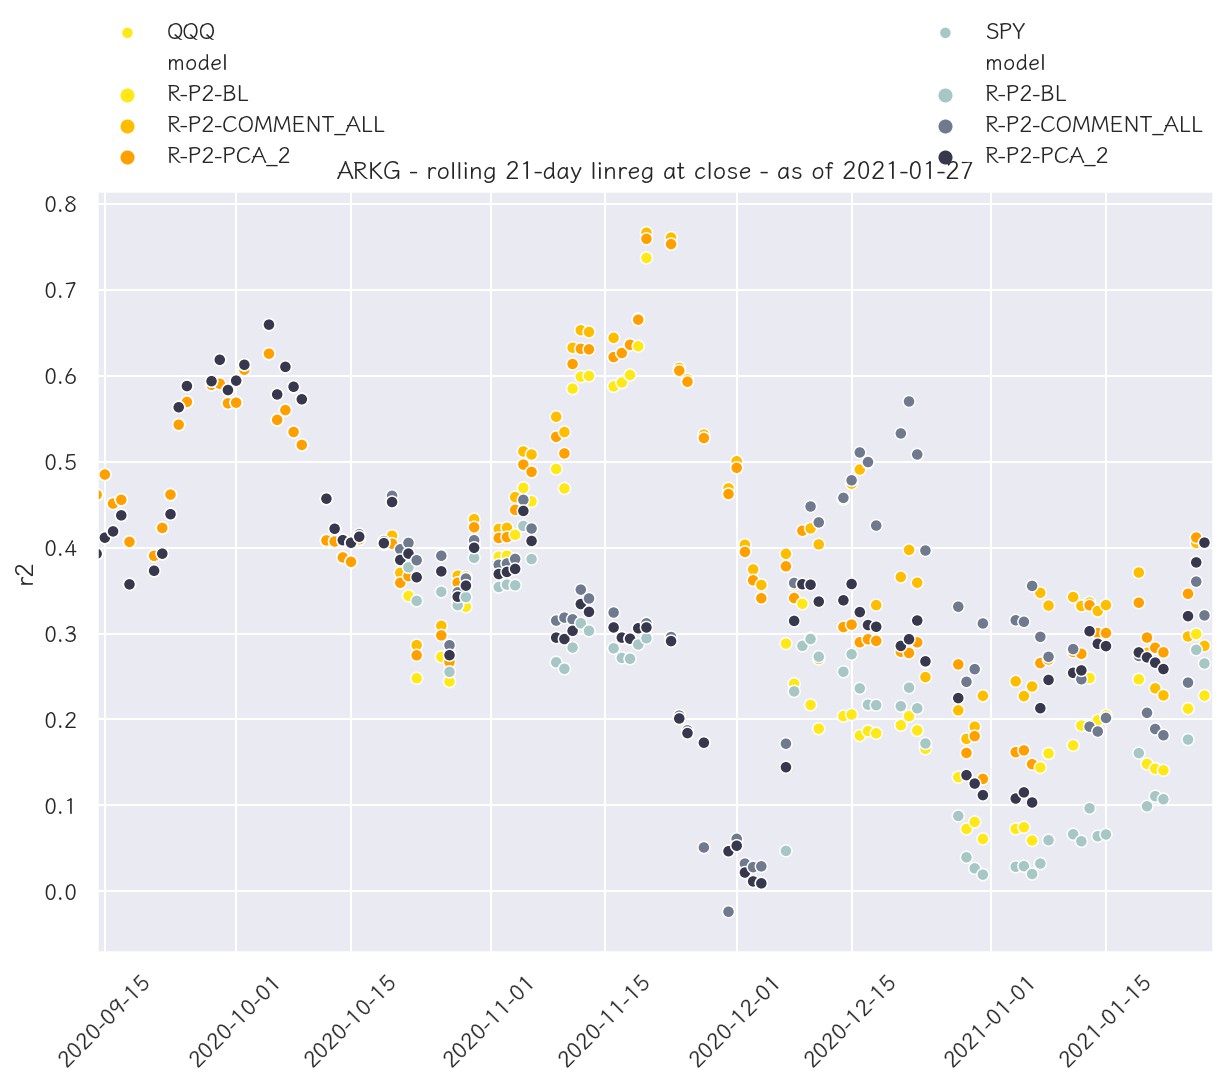 QQQ
model
R-P2-BL
R-P2-COMMENT_ALL
R-P2-PCA_2
SPY
model
R-P2-BL
R-P2-COMMENT_ALL
R-P2-PCA_2
ARKG - rolling 21-day linreg at close - as of 2021-01-27
r2
0.8
0.7
0.6
0.5
0.4
0.3
0.2
0.1
0.0
2020-09-15
2020-10-01
2020-10-15
2020-11-01
2020-11-15
2020-12-01
2020-12-15
2021-01-01
2021-01-15